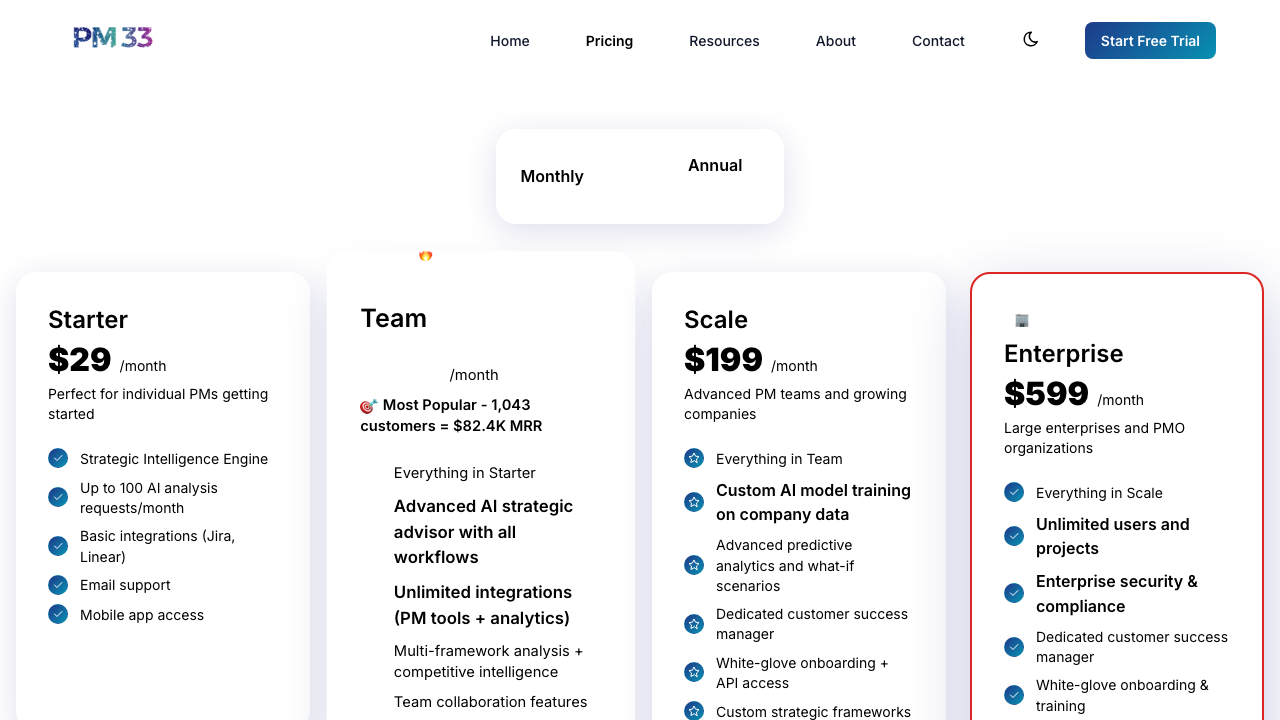 PM 33
Home
Pricing
Resources
About
Contact
Start Free Trial
Monthly
Annual
Starter
$29 /month
Perfect for individual PMs getting
started
Strategic Intelligence Engine
Up to 100 AI analysis
requests/month
Basic integrations (Jira,
Linear)
Email support
Mobile app access
Team
/month
🎯 Most Popular - 1,043
customers = $82.4K MRR
Everything in Starter
Advanced AI strategic
advisor with all
workflows
Unlimited integrations
(PM tools + analytics)
Multi-framework analysis +
competitive intelligence
Team collaboration features
Scale
$199 /month
Advanced PM teams and growing
companies
Everything in Team
Custom AI model training
on company data
Advanced predictive
analytics and what-if
scenarios
Dedicated customer success
manager
White-glove onboarding +
API access
Custom strategic frameworks
Enterprise
$599 /month
Large enterprises and PMO
organizations
Everything in Scale
Unlimited users and
projects
Enterprise security &
compliance
Dedicated customer success
manager
White-glove onboarding &
training